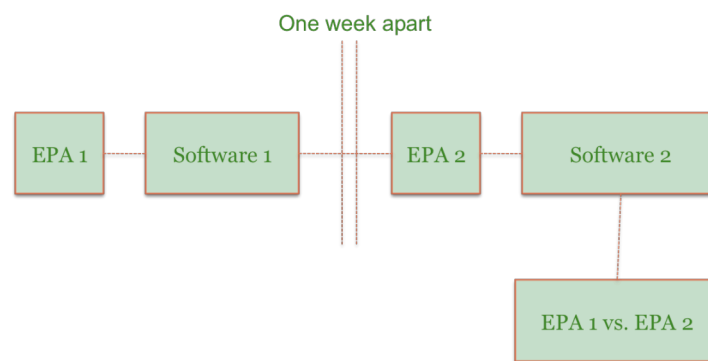 One week apart
EPA 1
Software 1
EPA 2
Software 2
EPA 1 vs. EPA 2